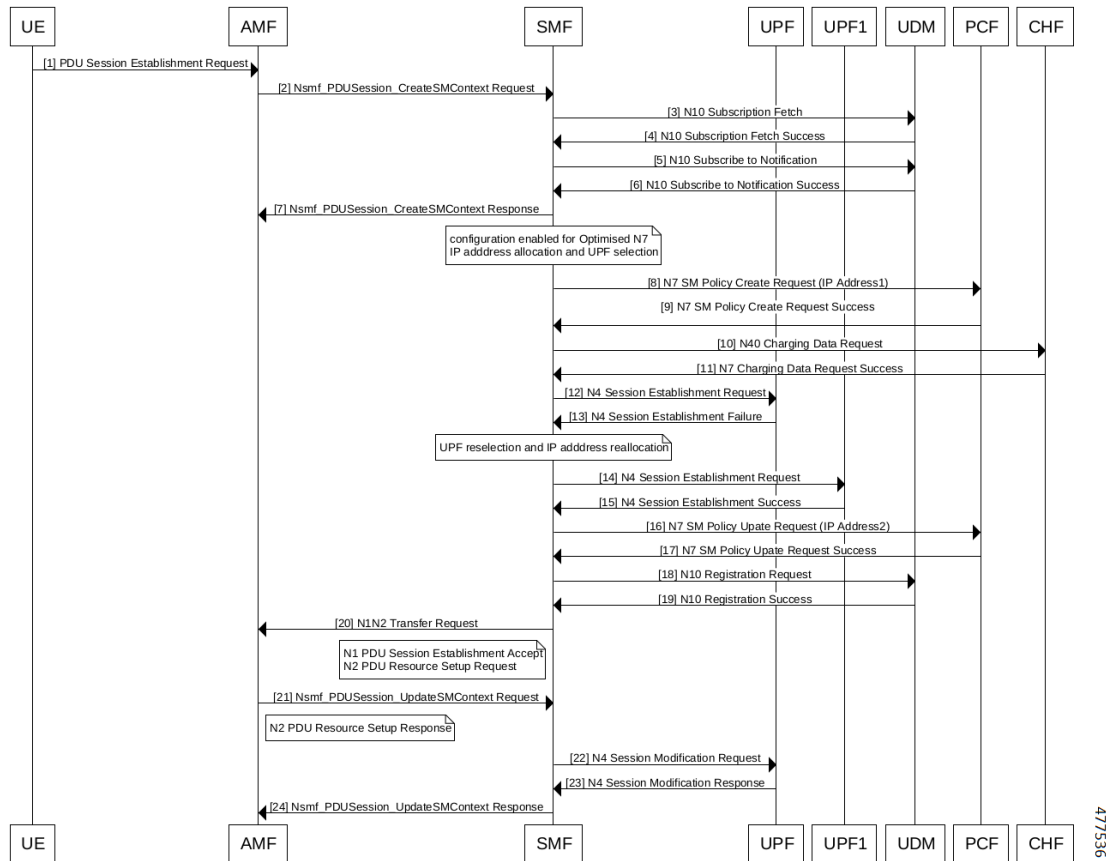 UE AMF SMF UPF UPF1 UDM PCF CHF
[1] PDU Session Establishment Request
[2] Nsmf_PDUSession_CreateSMContext Request
[3] N10 Subscription Fetch
[4] N10 Subscription Fetch Success
[5] N10 Subscribe to Notification
[6] N10 Subscribe to Notification Success
[7] Nsmf_PDUSession_CreateSMContext Response
configuration enabled for Optimised N7
IP adddress allocation and UPF selection
[8] N7 SM Policy Create Request (IP Address1)
[9] N7 SM Policy Create Request Success
[10] N40 Charging Data Request
[11] N7 Charging Data Request Success
[12] N4 Session Establishment Request
[13] N4 Session Establishment Failure
UPF reselection and IP adddress reallocation
[14] N4 Session Establishment Request
[15] N4 Session Establishment Success
[16] N7 SM Policy Upate Request (IP Address2)
[17] N7 SM Policy Upate Request Success
[18] N10 Registration Request
[19] N10 Registration Success
[20] N1N2 Transfer Request
N1 PDU Session Establishment Accept
N2 PDU Resource Setup Request
[21] Nsmf_PDUSession_UpdateSMContext Request
N2 PDU Resource Setup Response
[22] N4 Session Modification Request
[23] N4 Session Modification Response
[24] Nsmf_PDUSession_UpdateSMContext Response
UE AMF SMF UPF UPF1 UDM PCF CHF
477536